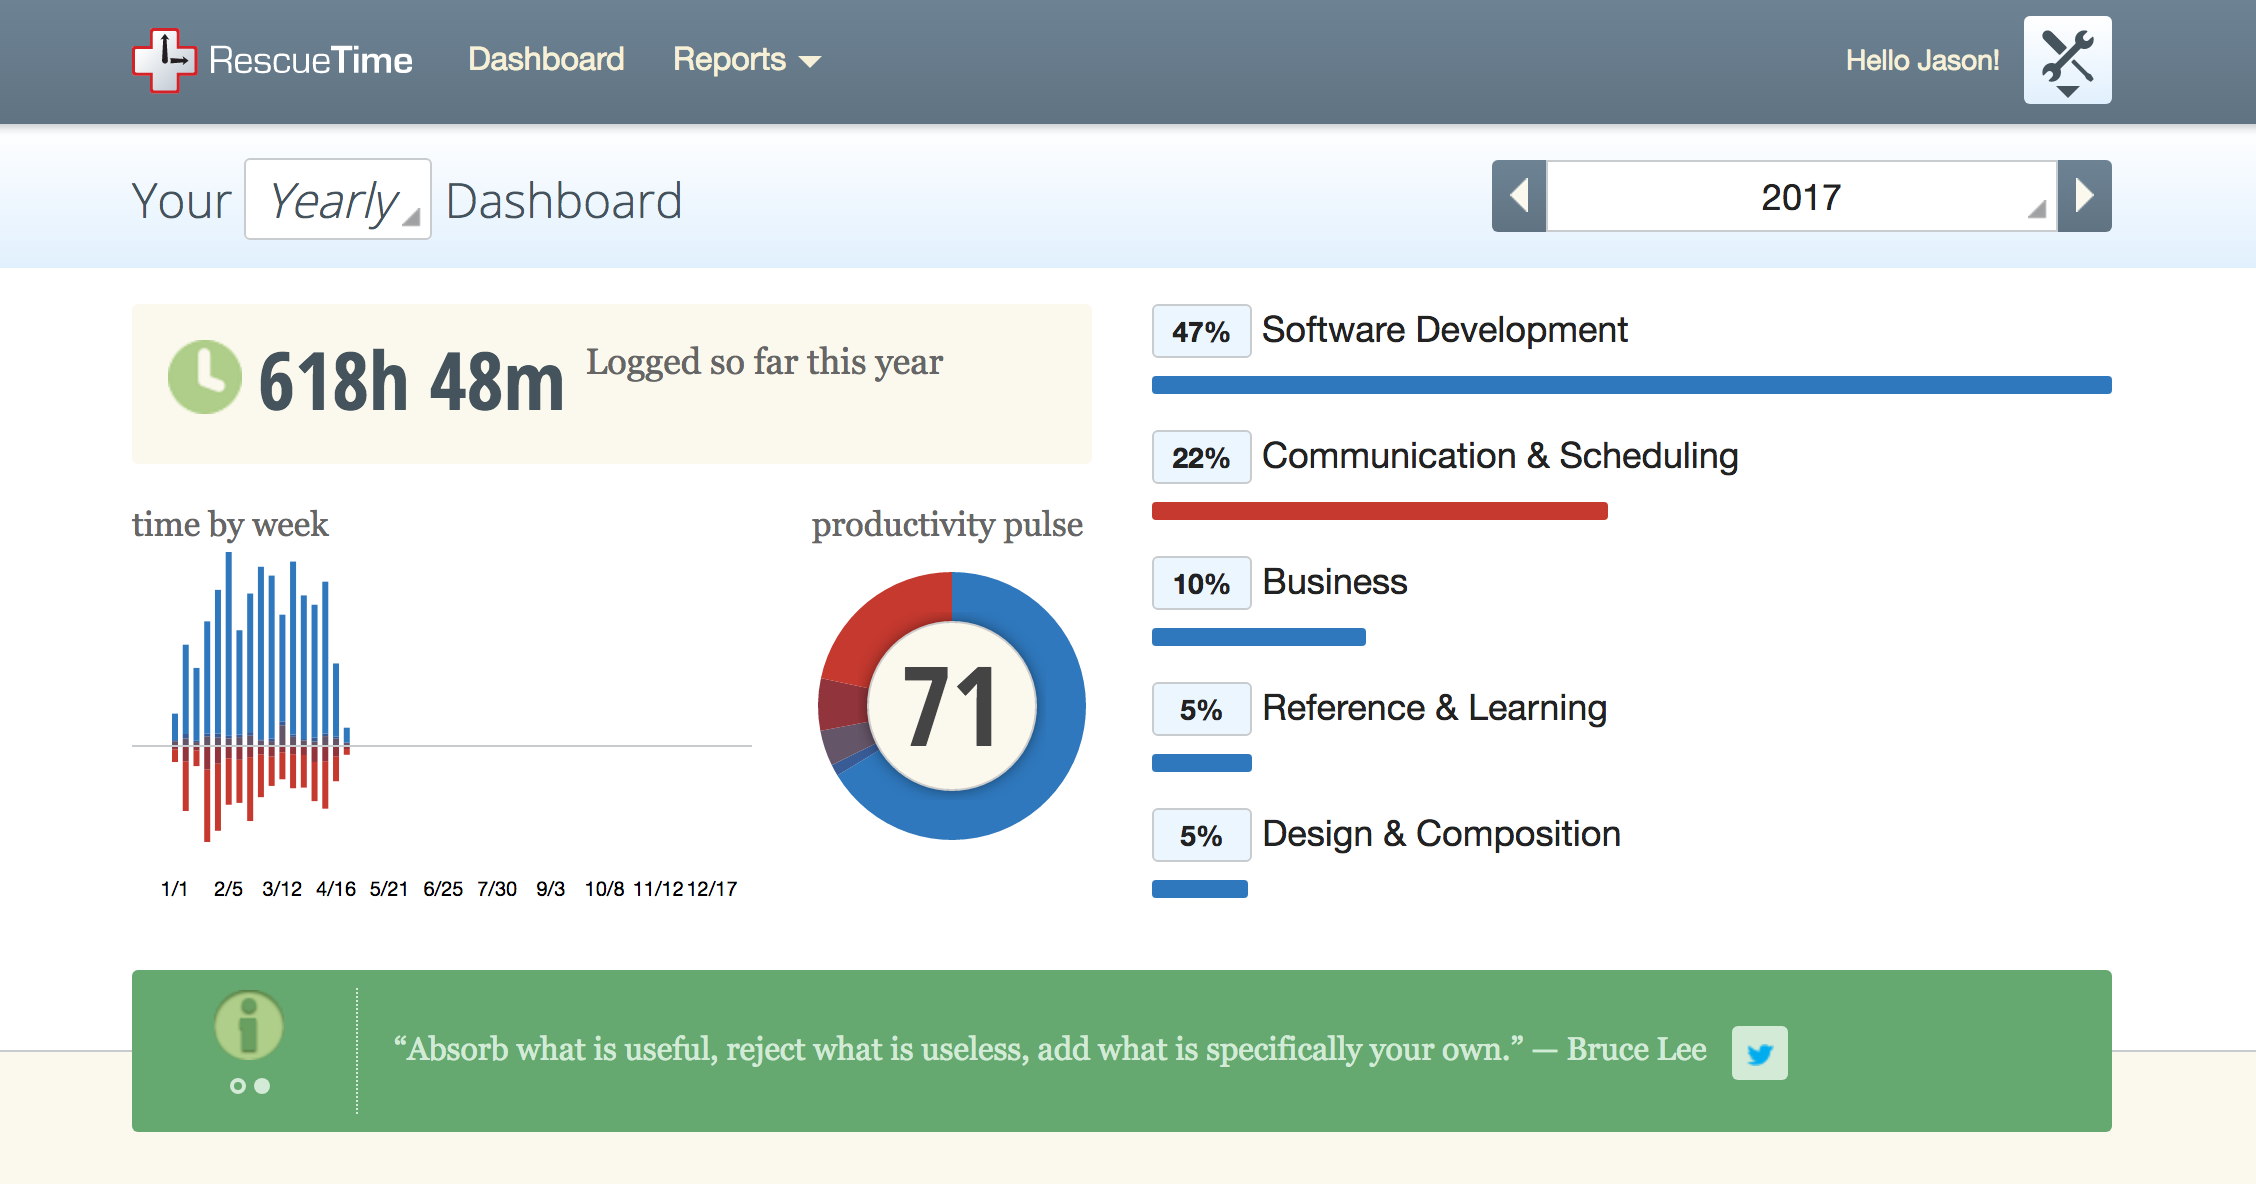 RescueTime Dashboard Reports Hello Jason!
Your Yearly Dashboard 2017
618h 48m Logged so far this year
time by week
1/1 2/5 3/12 4/16 5/21 6/25 7/30 9/3 10/8 11/12 12/17
productivity pulse
71
47% Software Development
22% Communication & Scheduling
10% Business
5% Reference & Learning
5% Design & Composition
“Absorb what is useful, reject what is useless, add what is specifically your own.” — Bruce Lee